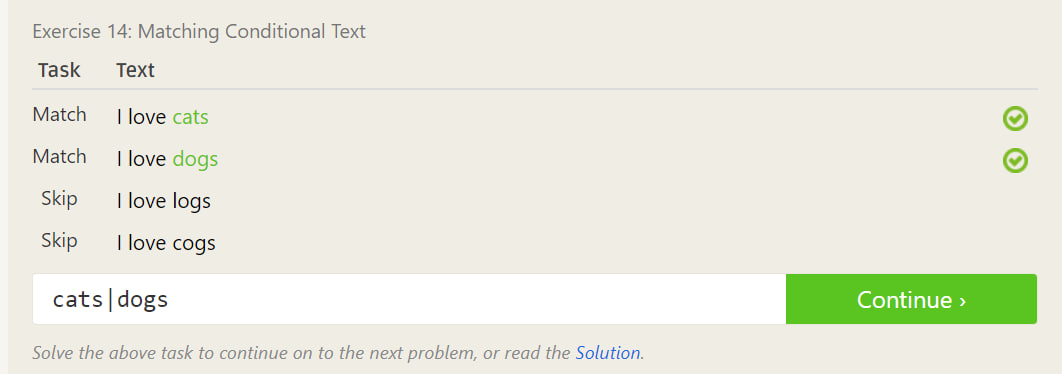 Exercise 14: Matching Conditional Text
Task Text
Match I love cats
Match I love dogs
Skip I love logs
Skip I love cogs
cats|dogs Continue ›
Solve the above task to continue on to the next problem, or read the Solution.